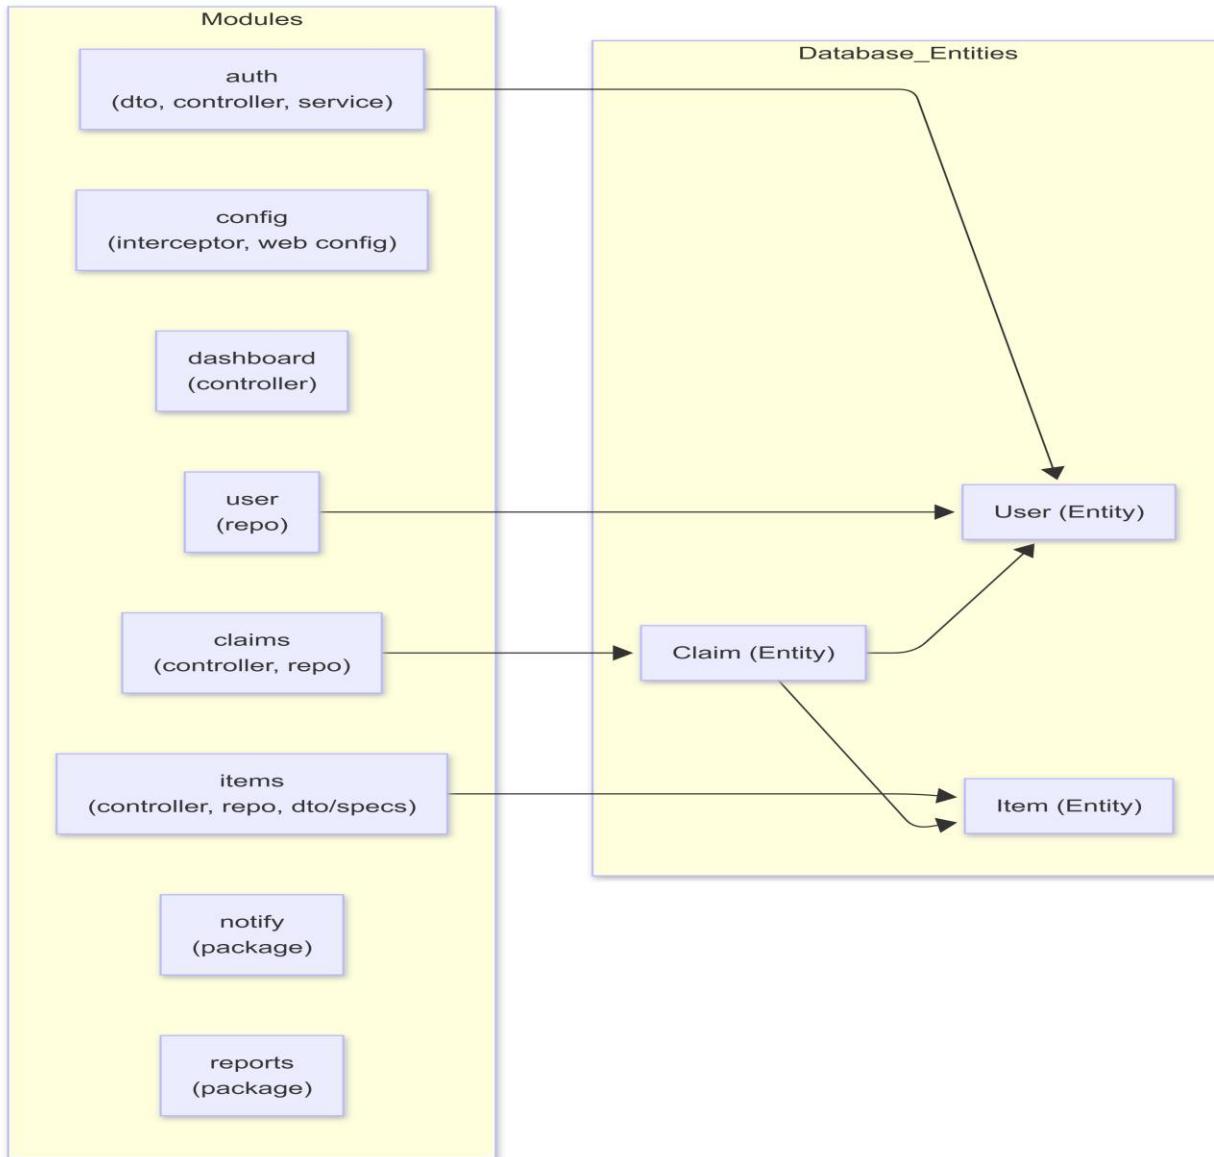 Modules
auth
(dto, controller, service)
config
(interceptor, web config)
dashboard
(controller)
user
(repo)
claims
(controller, repo)
items
(controller, repo, dto/specs)
notify
(package)
reports
(package)
Database_Entities
User (Entity)
Claim (Entity)
Item (Entity)